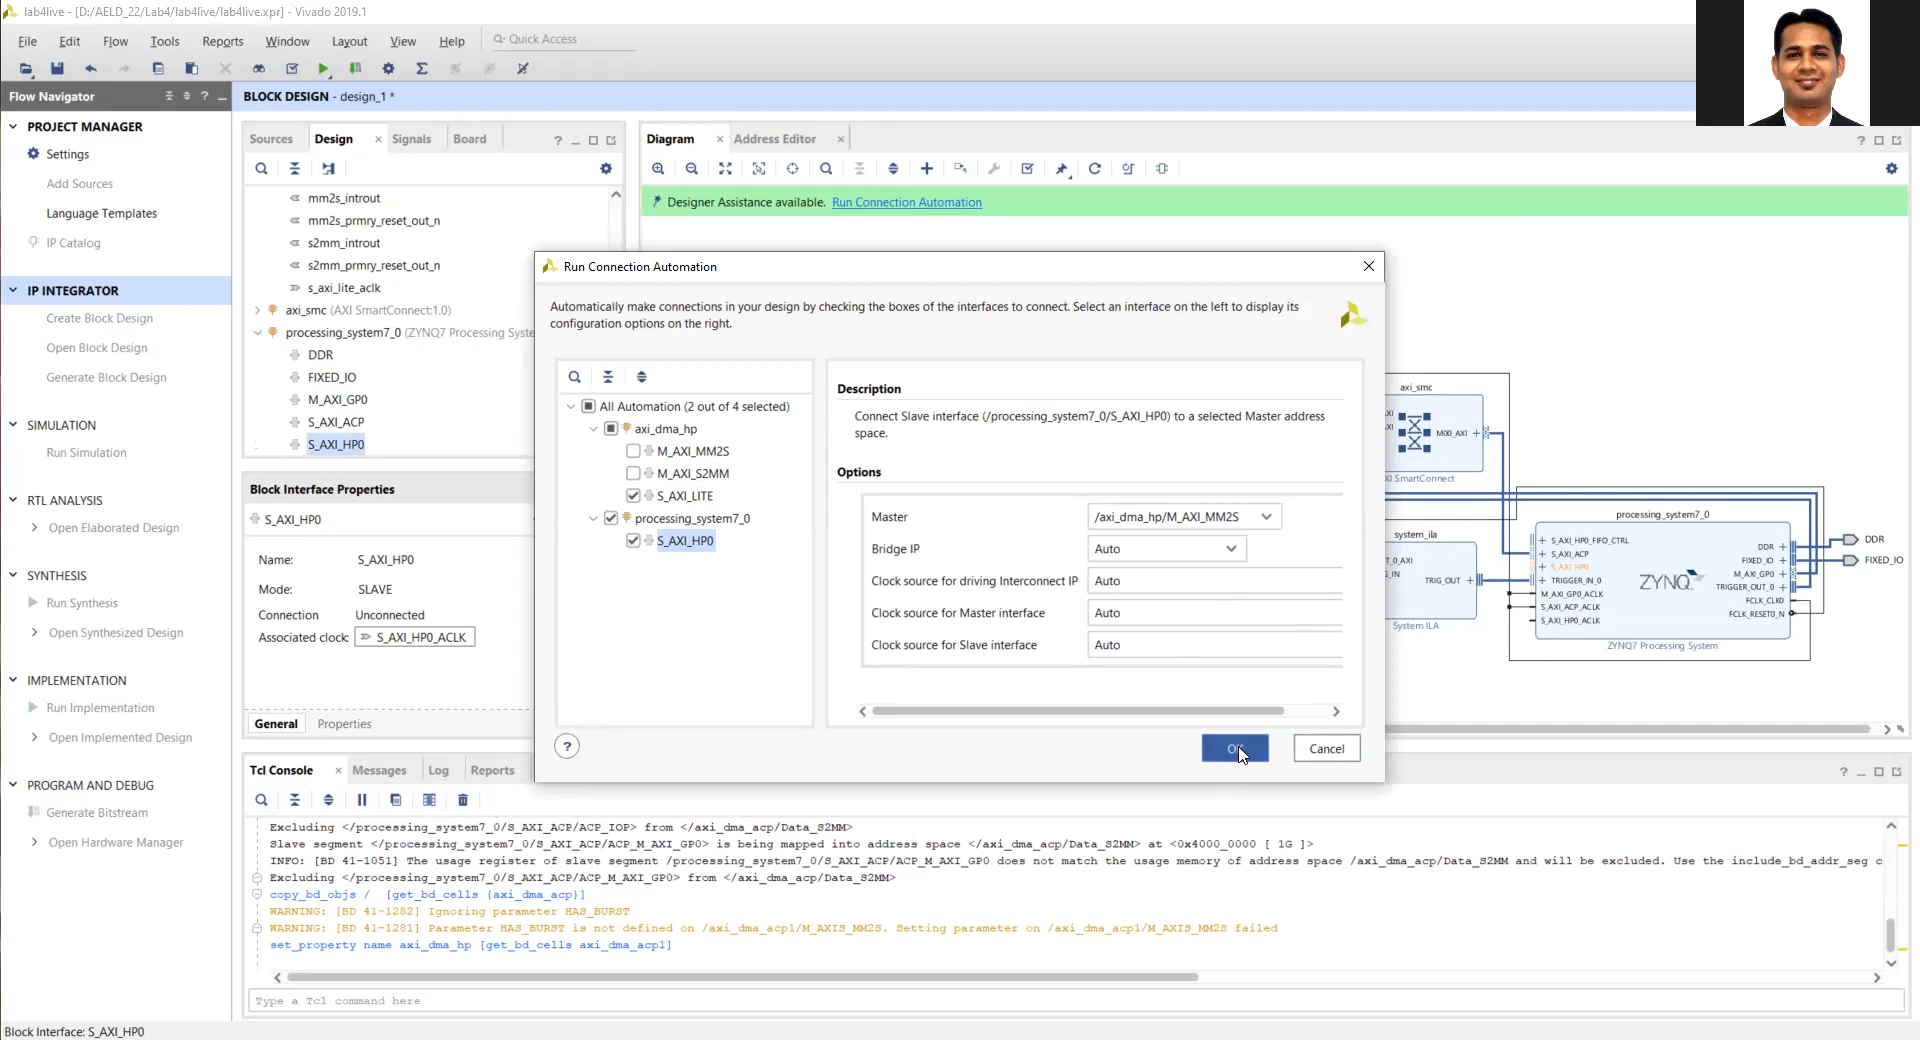 lab4live - [D:/AELD_22/Lab4/lab4live/lab4live.xpr] - Vivado 2019.1
File Edit Flow Tools Reports Window Layout View Help Quick Access
Flow Navigator
PROJECT MANAGER
Settings
Add Sources
Language Templates
IP Catalog
IP INTEGRATOR
Create Block Design
Open Block Design
Generate Block Design
SIMULATION
Run Simulation
RTL ANALYSIS
Open Elaborated Design
SYNTHESIS
Run Synthesis
Open Synthesized Design
IMPLEMENTATION
Run Implementation
Open Implemented Design
PROGRAM AND DEBUG
Generate Bitstream
Open Hardware Manager
BLOCK DESIGN - design_1 *
Sources Design Signals Board
mm2s_introut
mm2s_prmry_reset_out_n
s2mm_introut
s2mm_prmry_reset_out_n
s_axi_lite_aclk
axi_smc (AXI SmartConnect:1.0)
processing_system7_0 (ZYNQ7 Processing Syste
DDR
FIXED_IO
M_AXI_GP0
S_AXI_ACP
S_AXI_HP0
Block Interface Properties
S_AXI_HP0
Name: S_AXI_HP0
Mode: SLAVE
Connection Unconnected
Associated clock: S_AXI_HP0_ACLK
General Properties
Diagram Address Editor
Designer Assistance available. Run Connection Automation
Run Connection Automation
Automatically make connections in your design by checking the boxes of the interfaces to connect. Select an interface on the left to display its
configuration options on the right.
All Automation (2 out of 4 selected)
axi_dma_hp
M_AXI_MM2S
M_AXI_S2MM
S_AXI_LITE
processing_system7_0
S_AXI_HP0
Description
Connect Slave interface (/processing_system7_0/S_AXI_HP0) to a selected Master address
space.
Options
Master /axi_dma_hp/M_AXI_MM2S
Bridge IP Auto
Clock source for driving Interconnect IP Auto
Clock source for Master interface Auto
Clock source for Slave interface Auto
OK Cancel
axi_smc
M00_AXI
XI SmartConnect
system_ila
T_0_AXI
G_IN
TRIG_OUT
System ILA
processing_system7_0
S_AXI_HP0_FIFO_CTRL
S_AXI_ACP
S_AXI_HP0
TRIGGER_IN_0
M_AXI_GP0_ACLK
S_AXI_ACP_ACLK
S_AXI_HP0_ACLK
ZYNQ
DDR
FIXED_IO
M_AXI_GP0
TRIGGER_OUT_0
FCLK_CLK0
FCLK_RESET0_N
ZYNQ7 Processing System
DDR
FIXED_IO
Tcl Console Messages Log Reports
Excluding </processing_system7_0/S_AXI_ACP/ACP_IOP> from </axi_dma_acp/Data_S2MM>
Slave segment </processing_system7_0/S_AXI_ACP/ACP_M_AXI_GP0> is being mapped into address space </axi_dma_acp/Data_S2MM> at <0x4000_0000 [ 1G ]>
INFO: [BD 41-1051] The usage register of slave segment /processing_system7_0/S_AXI_ACP/ACP_M_AXI_GP0 does not match the usage memory of address space /axi_dma_acp/Data_S2MM and will be excluded. Use the include_bd_addr_seg c
Excluding </processing_system7_0/S_AXI_ACP/ACP_M_AXI_GP0> from </axi_dma_acp/Data_S2MM>
copy_bd_objs / [get_bd_cells {axi_dma_acp}]
WARNING: [BD 41-1282] Ignoring parameter HAS_BURST
WARNING: [BD 41-1281] Parameter HAS_BURST is not defined on /axi_dma_acp1/M_AXIS_MM2S. Setting parameter on /axi_dma_acp1/M_AXIS_MM2S failed
set_property name axi_dma_hp [get_bd_cells axi_dma_acp1]
Type a Tcl command here
Block Interface: S_AXI_HP0